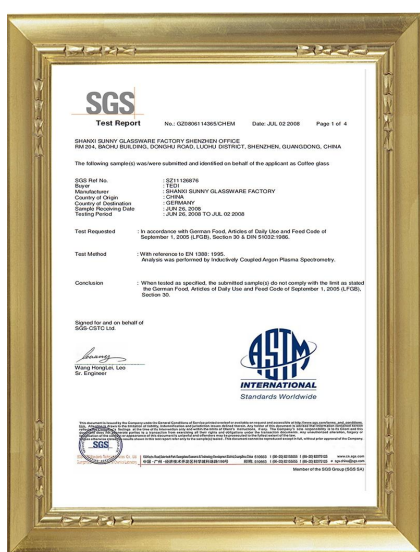 SGS
Test Report No.: GZ0806114365/CHEM Date: JUL 02 2008 Page 1 of 4
SHANXI SUNNY GLASSWARE FACTORY SHENZHEN OFFICE
RM 204, BAOHU BUILDING, DONGHU ROAD, LUOHU DISTRICT, SHENZHEN, GUANGDONG, CHINA
The following sample(s) was/were submitted and identified on behalf of the applicant as Coffee glass
SGS Ref No. : SZ11126876
Buyer : TEDI
Manufacturer : SHANXI SUNNY GLASSWARE FACTORY
Country of Origin : CHINA
Country of Destination : GERMANY
Sample Receiving Date : JUN 26, 2008
Testing Period : JUN 26, 2008 TO JUL 02 2008
Test Requested : In accordance with German Food, Articles of Daily Use and Feed Code of
September 1, 2005 (LFGB), Section 30 & DIN 51032:1986.
Test Method : With reference to EN 1388: 1995.
Analysis was performed by Inductively Coupled Argon Plasma Spectrometry.
Conclusion : When tested as specified, the submitted sample(s) do not comply with the limit as stated
the German Food, Articles of Daily Use and Feed Code of September 1, 2005 (LFGB),
Section 30.
Signed for and on behalf of
SGS-CSTC Ltd.
Wang HongLei, Leo
Sr. Engineer
ASTM
INTERNATIONAL
Standards Worldwide
SGS
Member of the SGS Group (SGS SA)